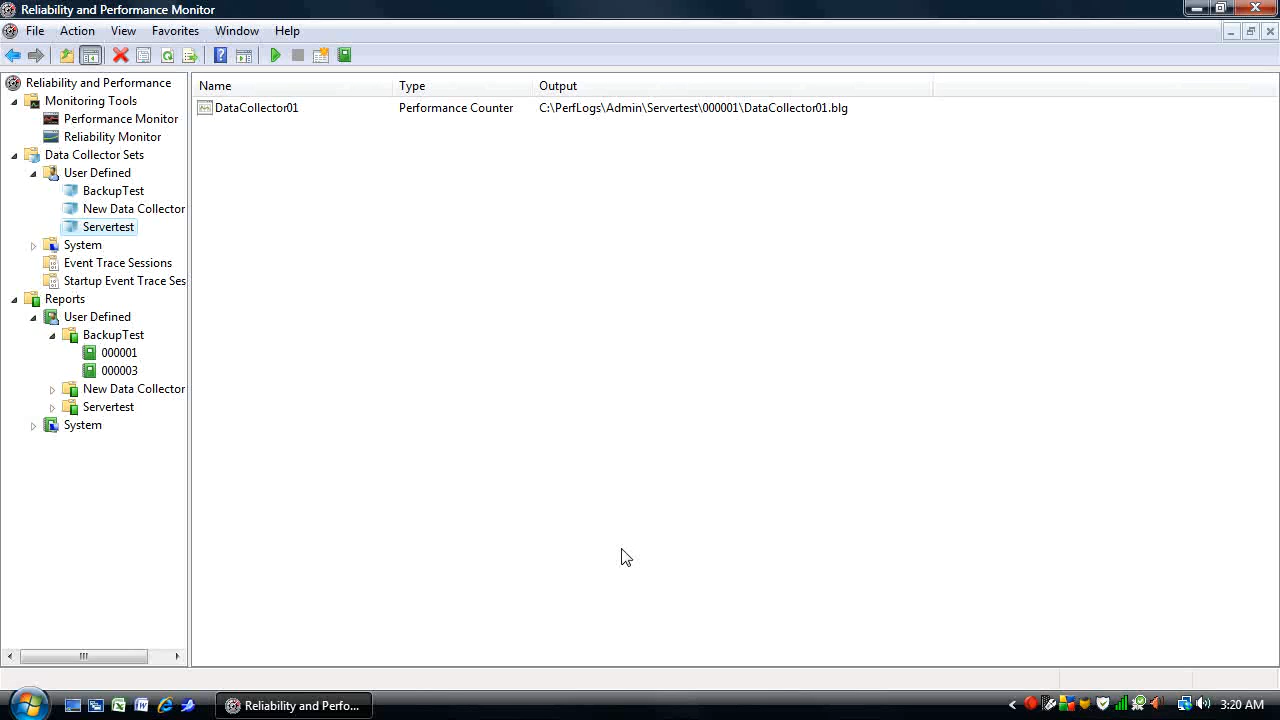 Reliability and Performance Monitor
File Action View Favorites Window Help
Reliability and Performance
Monitoring Tools
Performance Monitor
Reliability Monitor
Data Collector Sets
User Defined
BackupTest
New Data Collector
Servertest
System
Event Trace Sessions
Startup Event Trace Ses
Reports
User Defined
BackupTest
000001
000003
New Data Collector
Servertest
System
Name Type Output
DataCollector01 Performance Counter C:\PerfLogs\Admin\Servertest\000001\DataCollector01.blg
Reliability and Perfo...
3:20 AM